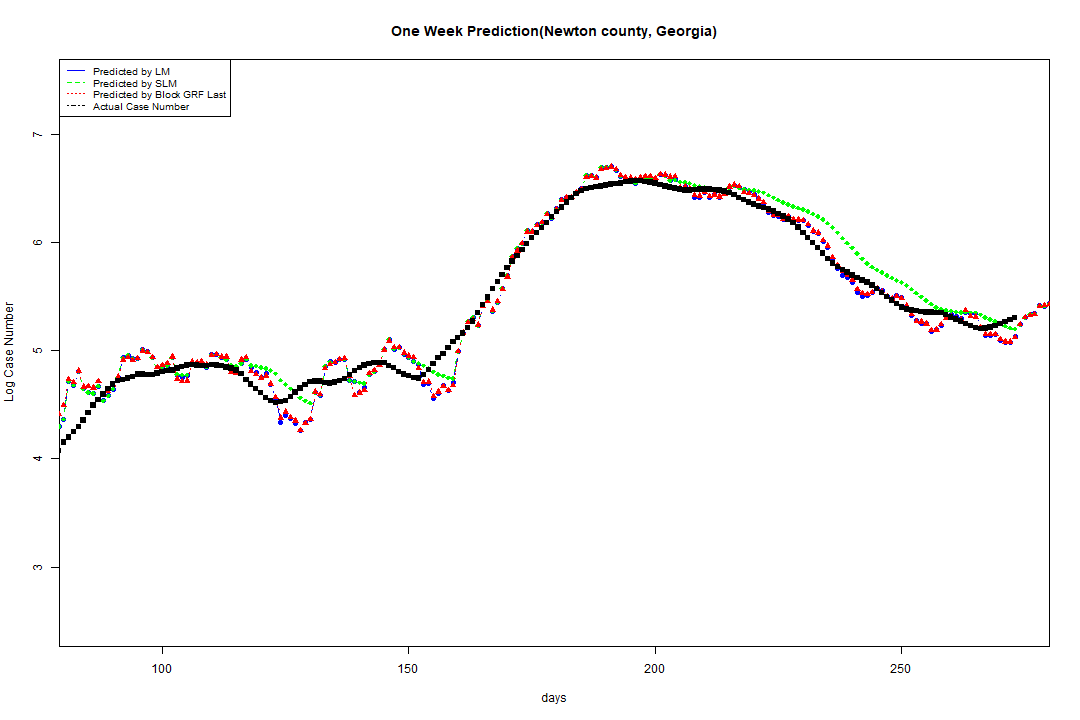 One Week Prediction(Newton county, Georgia)
Predicted by LM
Predicted by SLM
Predicted by Block GRF Last
Actual Case Number
7
6
5
4
3
Log Case Number
100 150 200 250
days